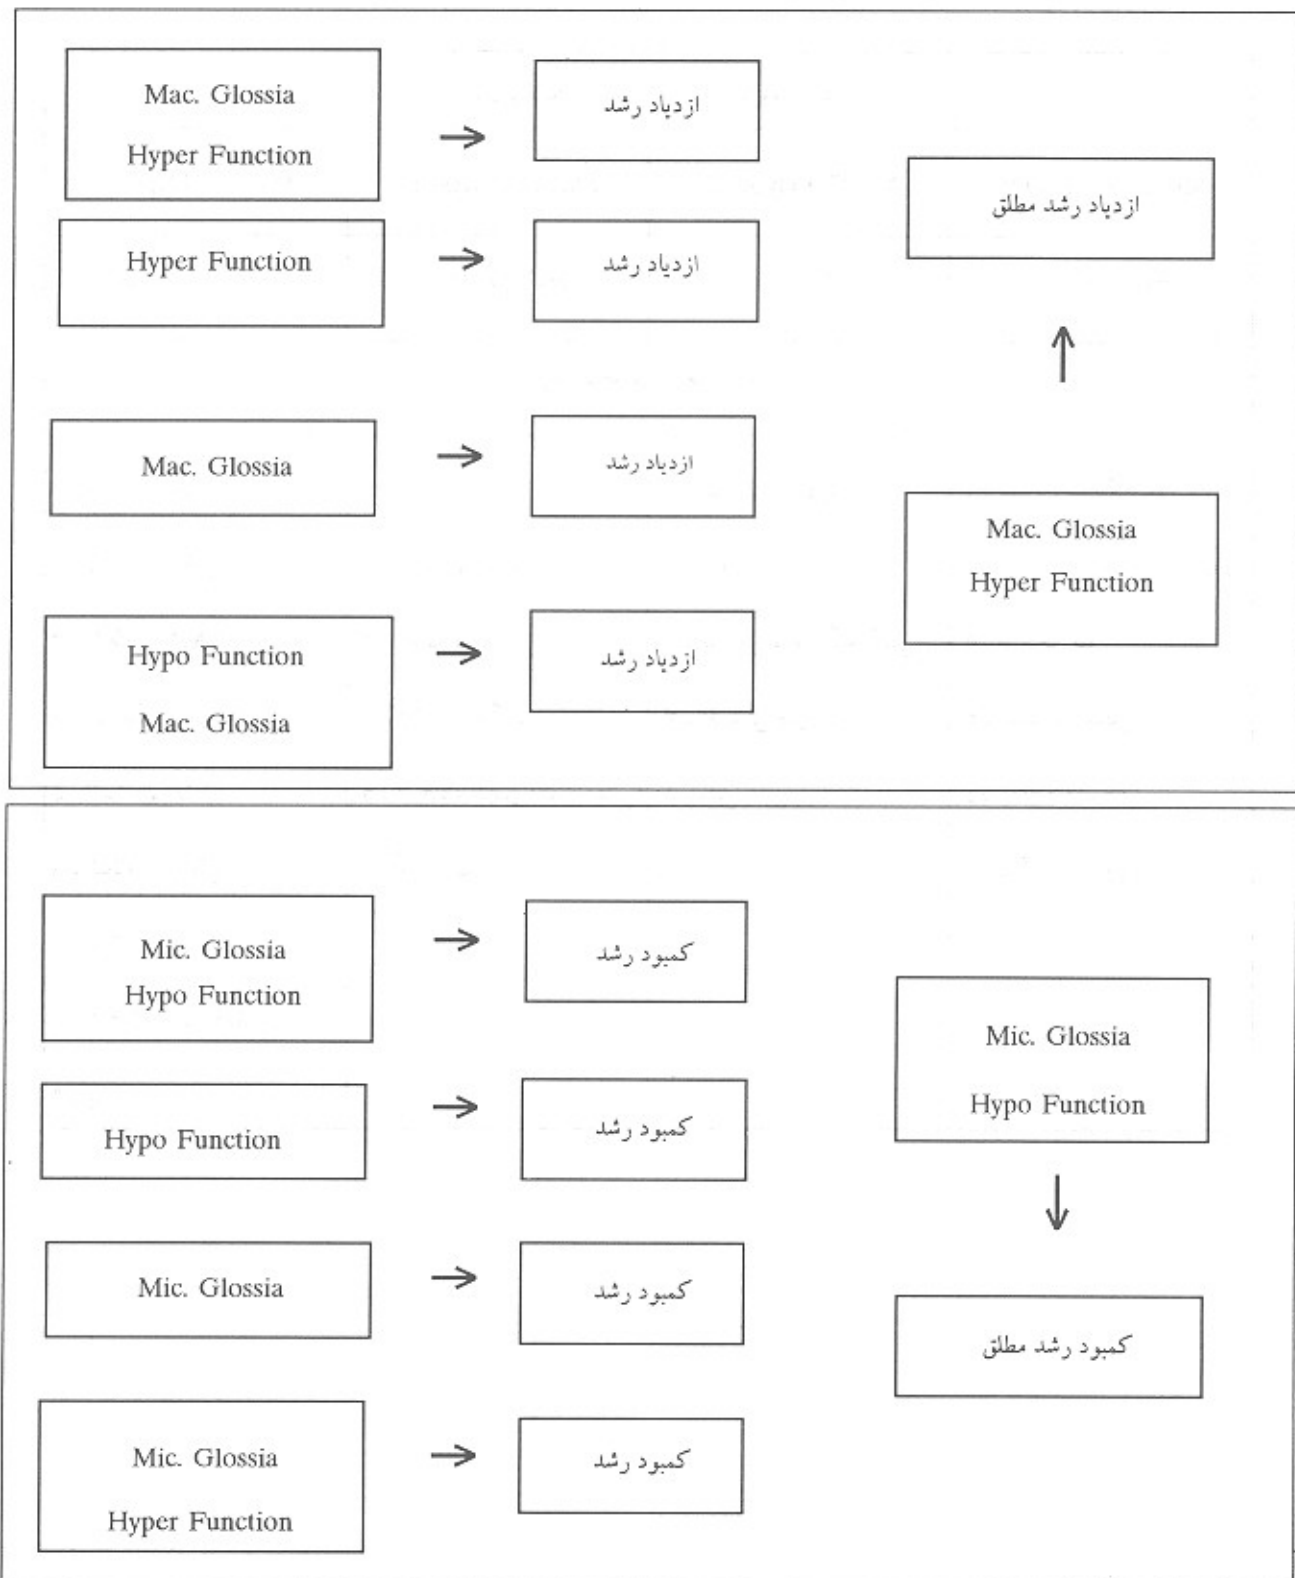 Mac. Glossia
Hyper Function
ازدیاد رشد
Hyper Function
ازدیاد رشد
Mac. Glossia
ازدیاد رشد
Hypo Function
Mac. Glossia
ازدیاد رشد
ازدیاد رشد مطلق
Mac. Glossia
Hyper Function
Mic. Glossia
Hypo Function
کمبود رشد
Hypo Function
کمبود رشد
Mic. Glossia
کمبود رشد
Mic. Glossia
Hyper Function
کمبود رشد
Mic. Glossia
Hypo Function
کمبود رشد مطلق